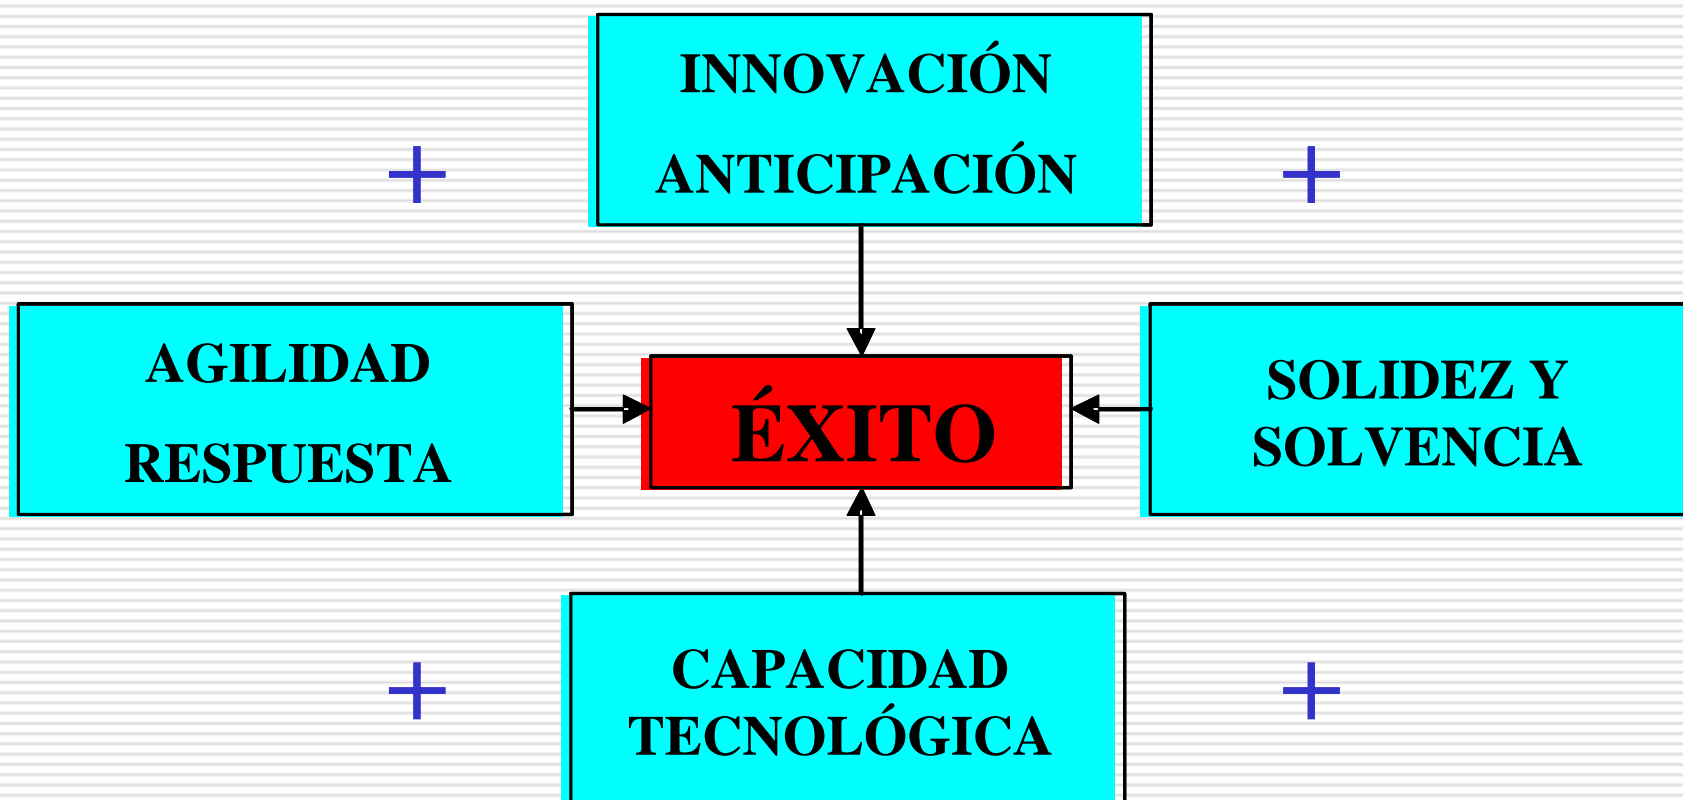 INNOVACIÓN
ANTICIPACIÓN
+
+
AGILIDAD
RESPUESTA
ÉXITO
SOLIDEZ Y
SOLVENCIA
+
+
CAPACIDAD
TECNOLÓGICA